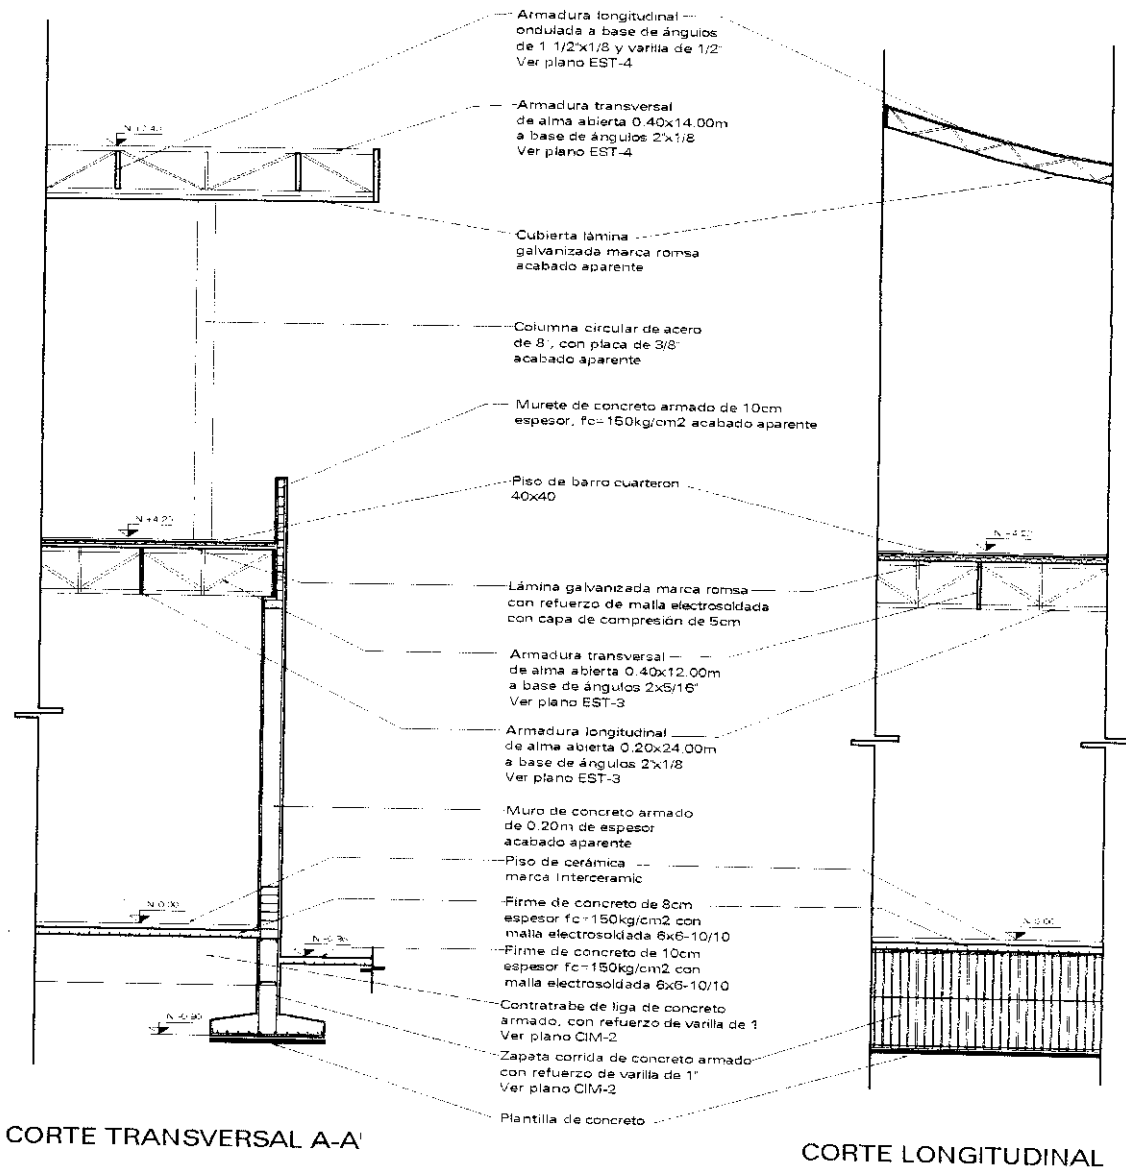 Armadura longitudinal
ondulada a base de ángulos
de 1 1/2"x1/8 y varilla de 1/2"
Ver plano EST-4
Armadura transversal
de alma abierta 0.40x14.00m
a base de ángulos 2"x1/8
Ver plano EST-4
Cubierta lámina
galvanizada marca romsa
acabado aparente
Columna circular de acero
de 8", con placa de 3/8"
acabado aparente
Murete de concreto armado de 10cm
espesor, fc=150kg/cm2 acabado aparente
Piso de barro cuarteron
40x40
N +4.20
Lámina galvanizada marca romsa
con refuerzo de malla electrosoldada
con capa de compresión de 5cm
Armadura transversal
de alma abierta 0.40x12.00m
a base de ángulos 2x5/16"
Ver plano EST-3
Armadura longitudinal
de alma abierta 0.20x24.00m
a base de ángulos 2"x1/8
Ver plano EST-3
Muro de concreto armado
de 0.20m de espesor
acabado aparente
Piso de cerámica
marca Interceramic
N 0.00
N 0.00
Firme de concreto de 8cm
espesor fc=150kg/cm2 con
malla electrosoldada 6x6-10/10
Firme de concreto de 10cm
espesor fc=150kg/cm2 con
malla electrosoldada 6x6-10/10
Contratrabe de liga de concreto
armado, con refuerzo de varilla de 1
Ver plano CIM-2
Zapata corrida de concreto armado
con refuerzo de varilla de 1"
Ver plano CIM-2
Plantilla de concreto
CORTE TRANSVERSAL A-A'
CORTE LONGITUDINAL